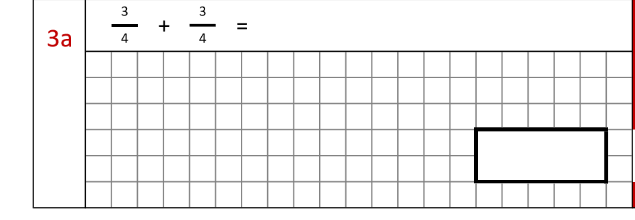 3a
3/4 + 3/4 =